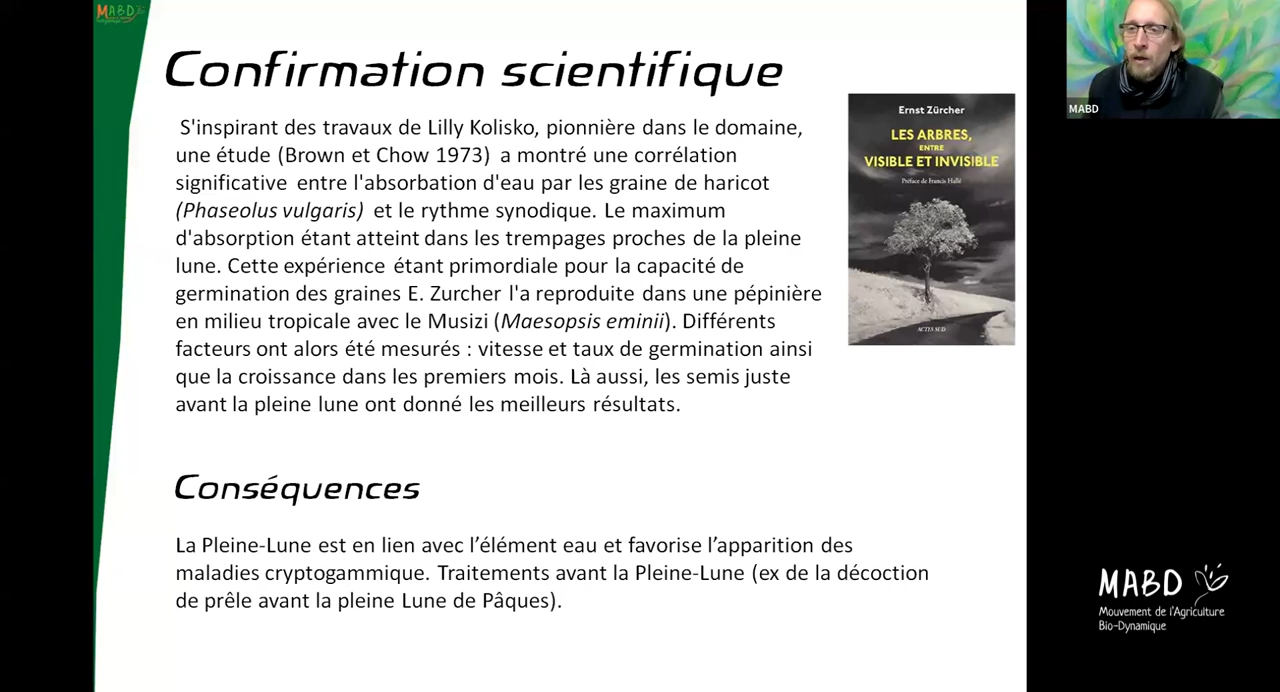 MABD
Confirmation scientifique
S'inspirant des travaux de Lilly Kolisko, pionnière dans le domaine,
une étude (Brown et Chow 1973) a montré une corrélation
significative entre l'absorbation d'eau par les graine de haricot
(Phaseolus vulgaris) et le rythme synodique. Le maximum
d'absorption étant atteint dans les trempages proches de la pleine
lune. Cette expérience étant primordiale pour la capacité de
germination des graines E. Zurcher l'a reproduite dans une pépinière
en milieu tropicale avec le Musizi (Maesopsis eminii). Différents
facteurs ont alors été mesurés : vitesse et taux de germination ainsi
que la croissance dans les premiers mois. Là aussi, les semis juste
avant la pleine lune ont donné les meilleurs résultats.
Ernst Zürcher
LES ARBRES,
ENTRE
VISIBLE ET INVISIBLE
Préface de Francis Hallé
ACTES SUD
MABD
Conséquences
La Pleine-Lune est en lien avec l’élément eau et favorise l’apparition des
maladies cryptogammique. Traitements avant la Pleine-Lune (ex de la décoction
de prêle avant la pleine Lune de Pâques).
MABD
Mouvement de l'Agriculture
Bio-Dynamique